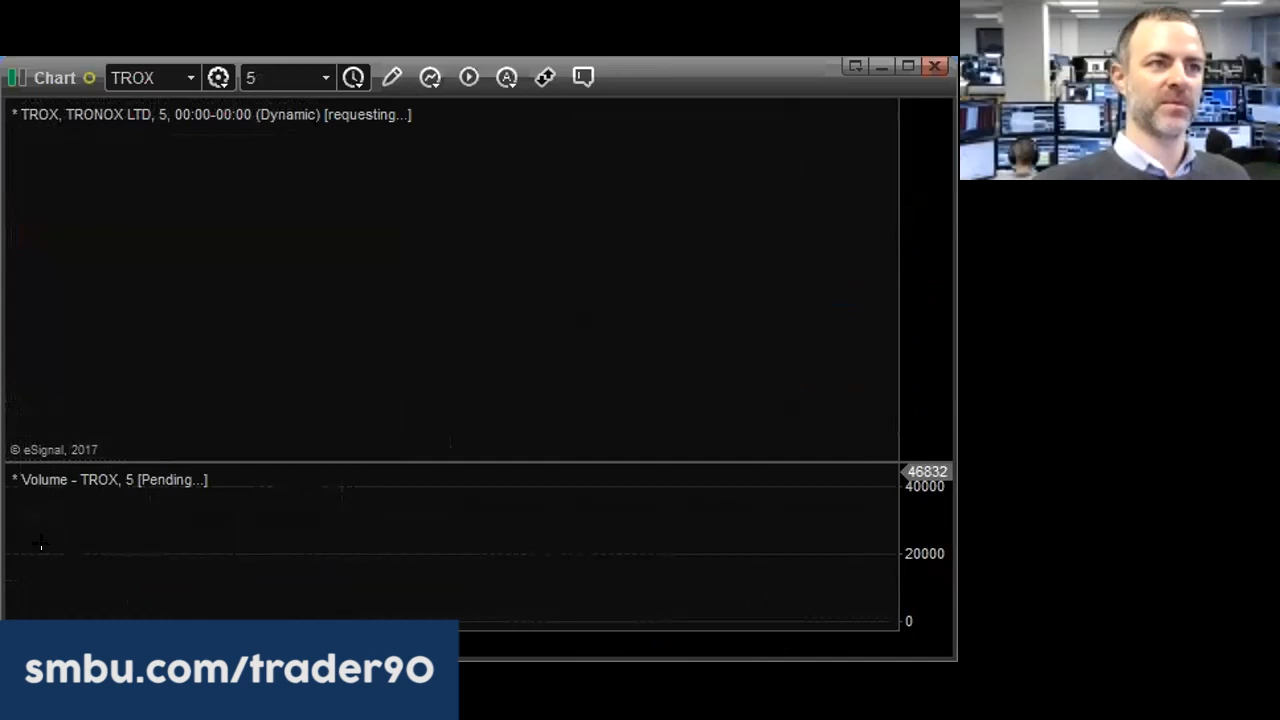 Chart TROX 5
* TROX, TRONOX LTD, 5, 00:00-00:00 (Dynamic) [requesting...]
© eSignal, 2017
* Volume - TROX, 5 [Pending...]
46832
40000
20000
0
smbu.com/trader90